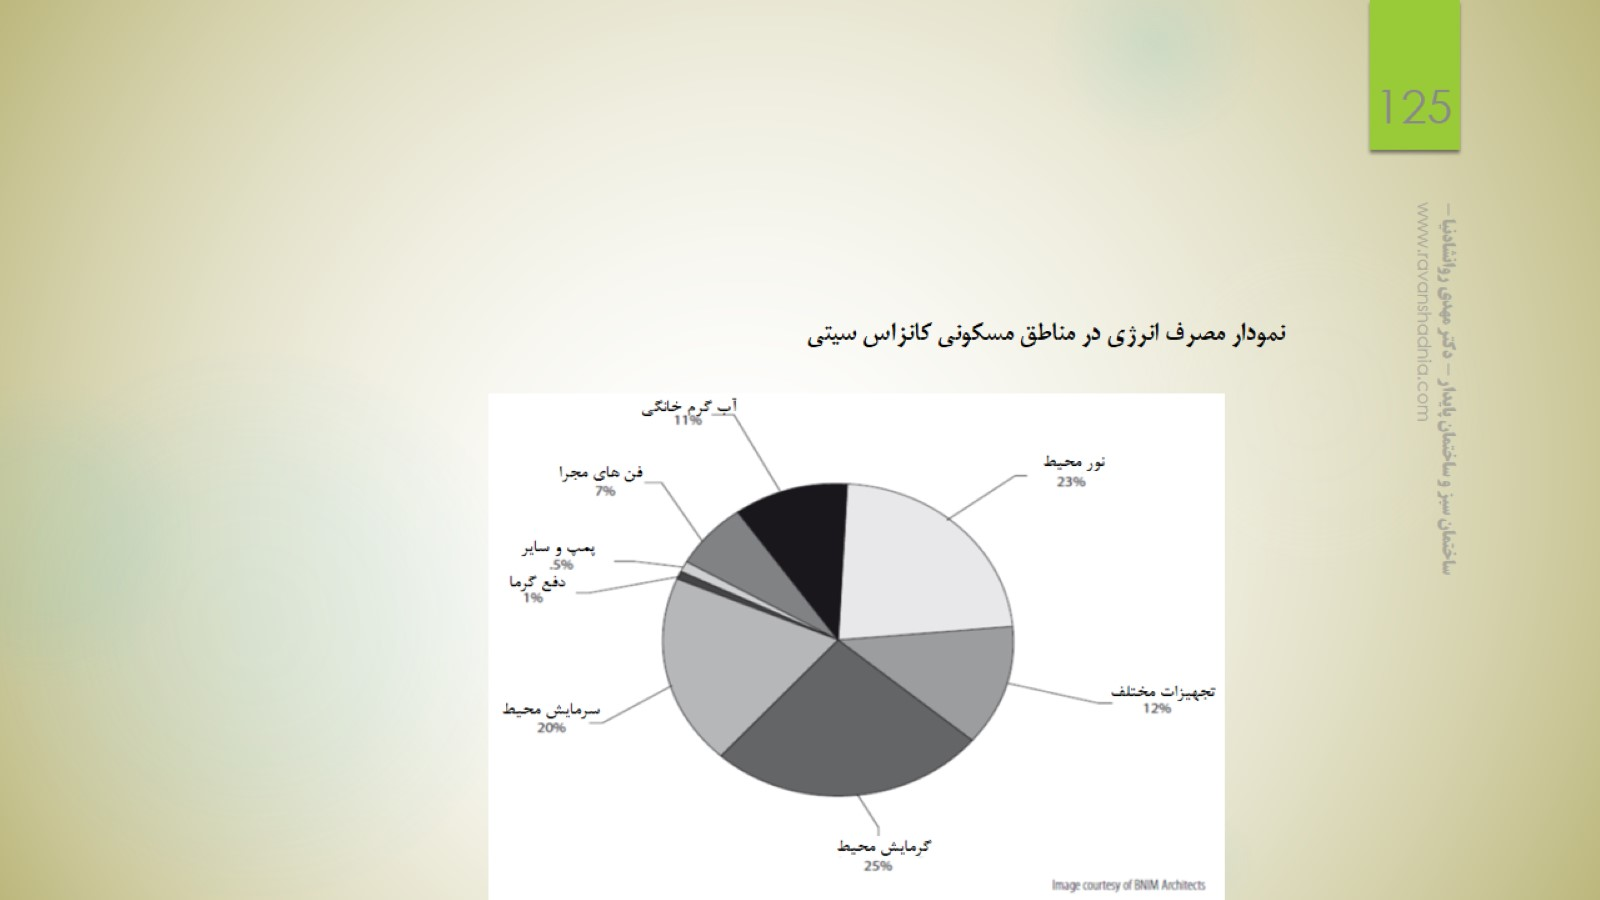 125
ساختمان سبز و ساختمان پایدار – دکتر مهدی روانشادنیا –
www.ravanshadnia.com
نمودار مصرف انرژی در مناطق مسکونی کانزاس سیتی
آب گرم خانگی
11%
نور محیط
23%
فن های مجرا
7%
پمپ و سایر
.5%
دفع گرما
1%
تجهیزات مختلف
12%
سرمایش محیط
20%
گرمایش محیط
25%
Image courtesy of BNIM Architects